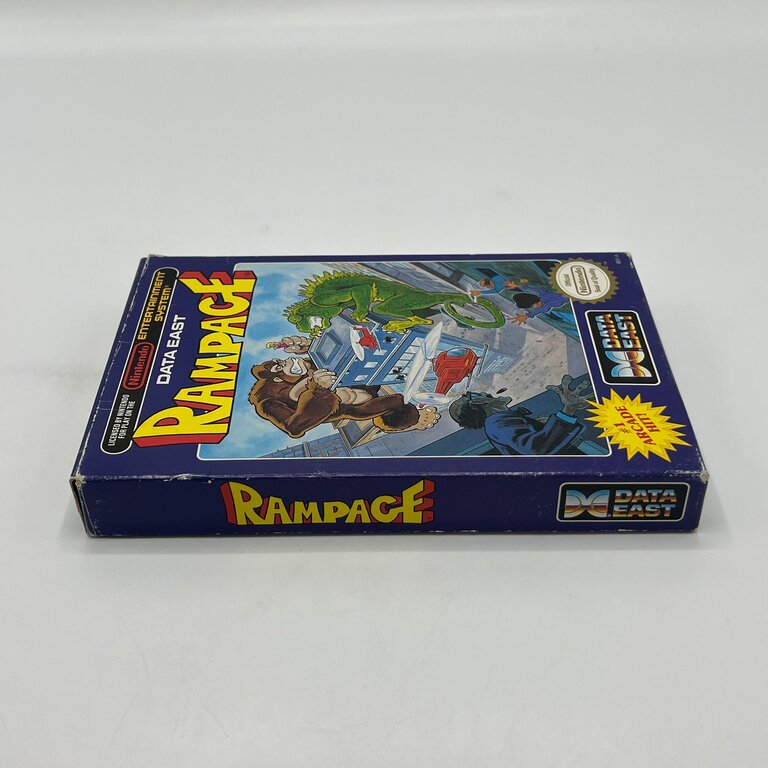 LICENSED BY NINTENDO
FOR PLAY ON THE
Nintendo
ENTERTAINMENT
SYSTEM
DATA EAST
RAMPAGE
Official
Nintendo
Seal of Quality
DATA
EAST
#1
ARCADE
HIT!
RAMPAGE
DATA
EAST